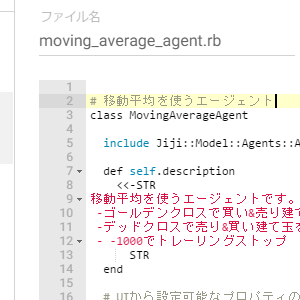 ファイル名
moving_average_agent.rb
1
2 # 移動平均を使うエージェント
3 class MovingAverageAgent
4
5 include Jiji::Model::Agents::A
6
7 def self.description
8 <<-STR
9 移動平均を使うエージェントです。
10 -ゴールデンクロスで買い&売り建て
11 -デッドクロスで売り&買い建て玉を
12 - -1000でトレーリングストップ
13 STR
14 end
15
16 # UIから設定可能なプロパティの